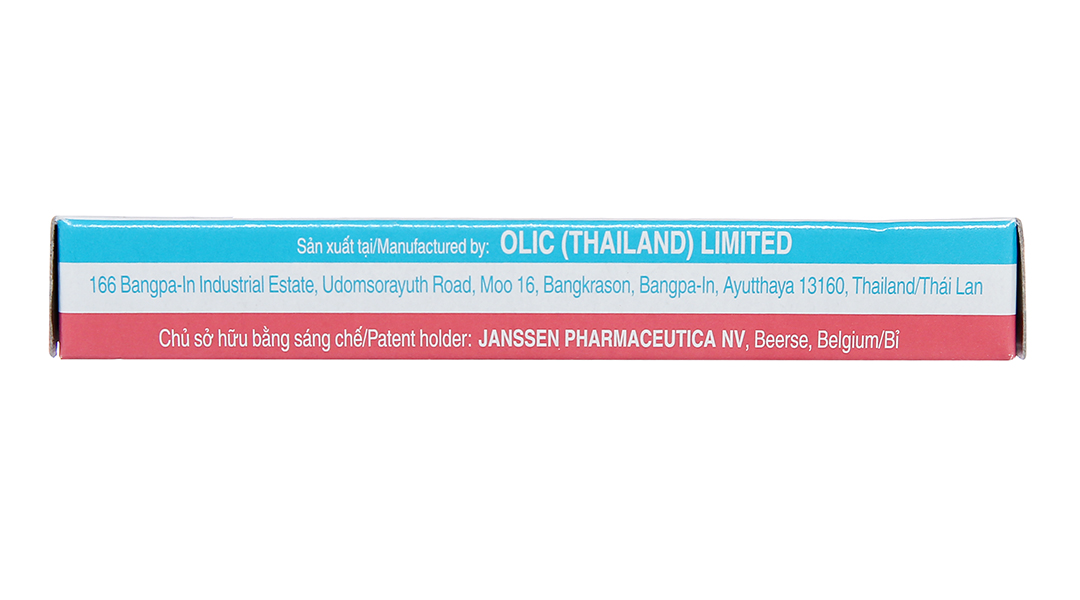 Sản xuất tại/Manufactured by: OLIC (THAILAND) LIMITED
166 Bangpa-In Industrial Estate, Udomsorayuth Road, Moo 16, Bangkrason, Bangpa-In, Ayutthaya 13160, Thailand/Thái Lan
Chủ sở hữu bằng sáng chế/Patent holder: JANSSEN PHARMACEUTICA NV, Beerse, Belgium/Bỉ